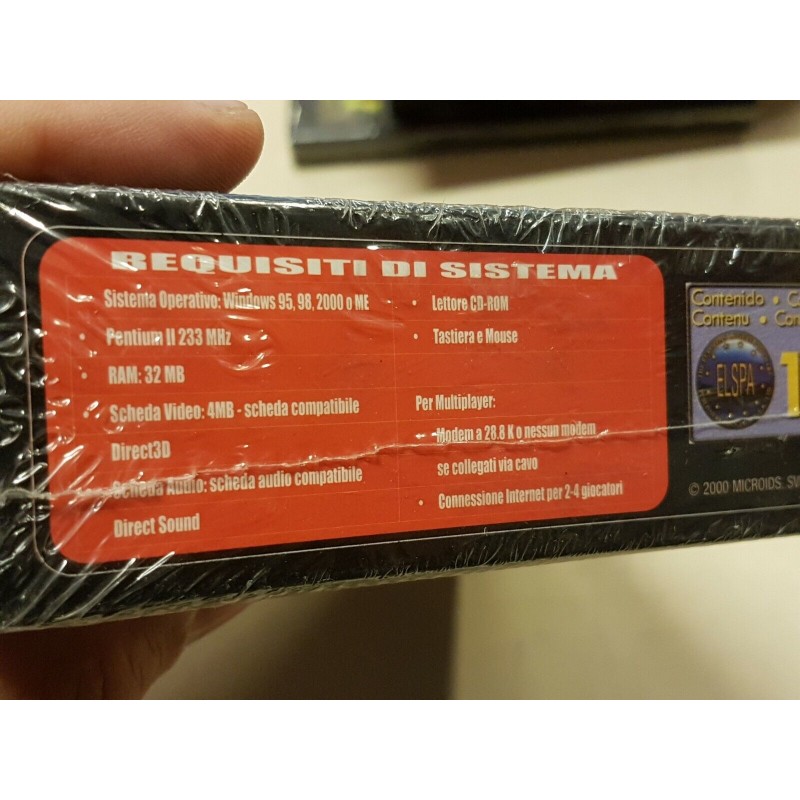 REQUISITI DI SISTEMA
Sistema Operativo: Windows 95, 98, 2000 o ME
• Pentium II 233 MHz
• RAM: 32 MB
• Scheda Video: 4MB - scheda compatibile
Direct3D
• Scheda Audio: scheda audio compatibile
Direct Sound
• Lettore CD-ROM
• Tastiera e Mouse
Per Multiplayer:
• Modem a 28.8 K o nessun modem
se collegati via cavo
• Connessione Internet per 2-4 giocatori
Contenido •
Contenu •
ELSPA
© 2000 MICROIDS.